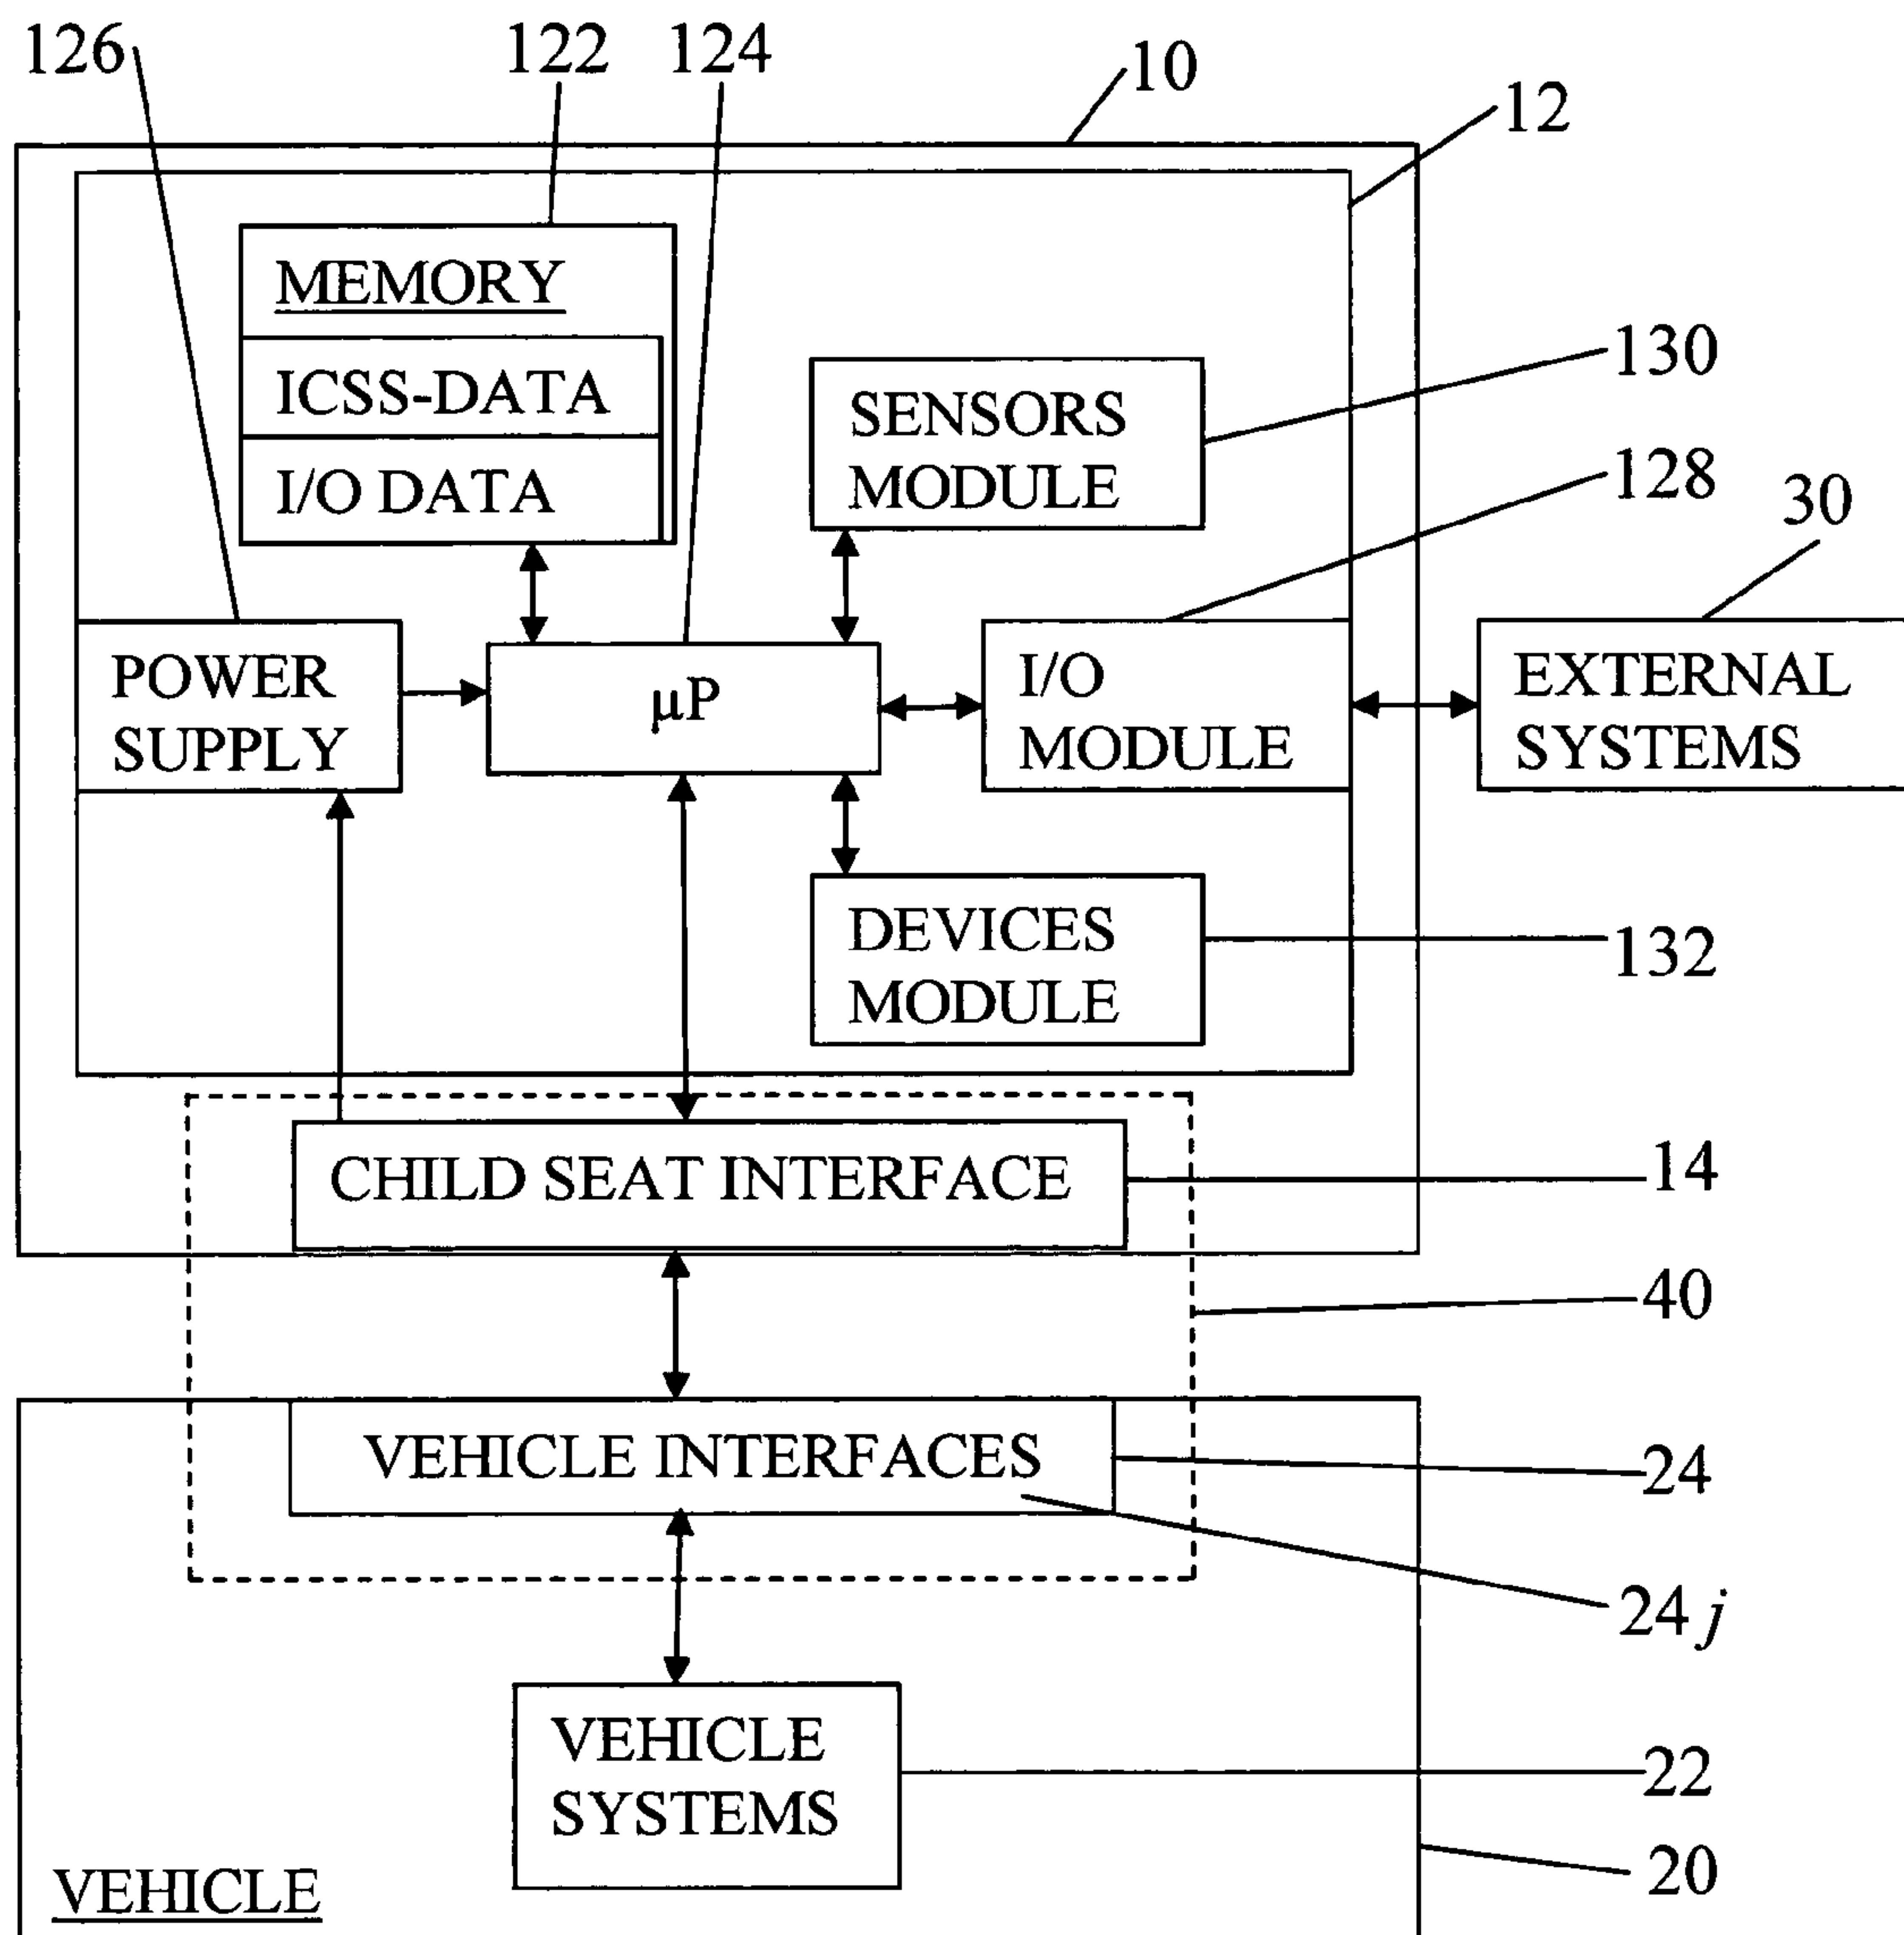 126
122
124
10
12
MEMORY
ICSS-DATA
I/O DATA
SENSORS
MODULE
130
128
30
POWER
SUPPLY
µP
I/O
MODULE
EXTERNAL
SYSTEMS
DEVICES
MODULE
132
CHILD SEAT INTERFACE
14
40
VEHICLE INTERFACES
24
24 j
VEHICLE
SYSTEMS
22
20
VEHICLE